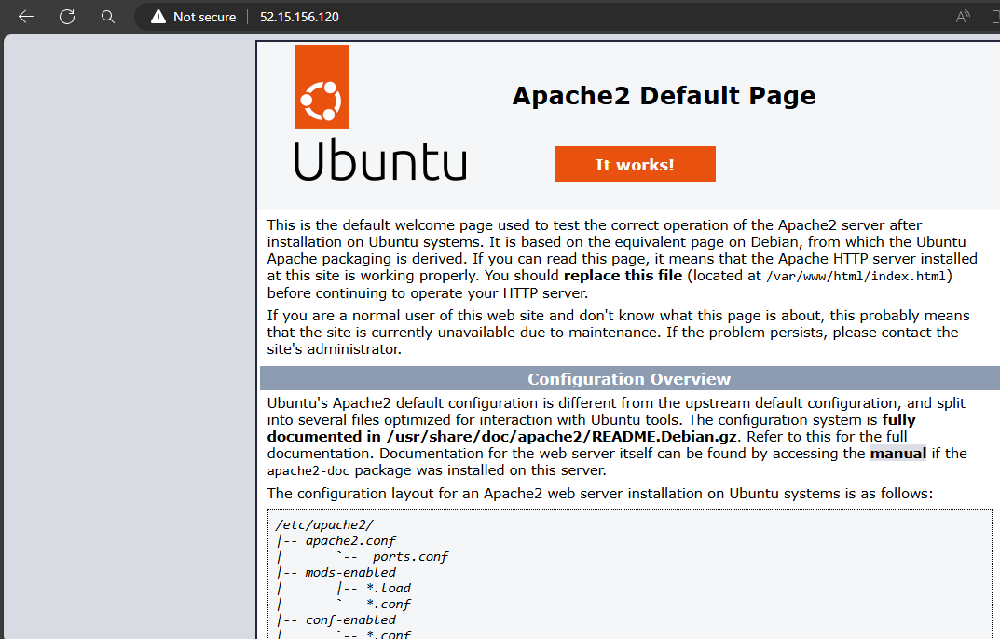 Not secure 52.15.156.120
Apache2 Default Page
Ubuntu
It works!
This is the default welcome page used to test the correct operation of the Apache2 server after
installation on Ubuntu systems. It is based on the equivalent page on Debian, from which the Ubuntu
Apache packaging is derived. If you can read this page, it means that the Apache HTTP server installed
at this site is working properly. You should replace this file (located at /var/www/html/index.html)
before continuing to operate your HTTP server.
If you are a normal user of this web site and don't know what this page is about, this probably means
that the site is currently unavailable due to maintenance. If the problem persists, please contact the
site's administrator.
Configuration Overview
Ubuntu's Apache2 default configuration is different from the upstream default configuration, and split
into several files optimized for interaction with Ubuntu tools. The configuration system is fully
documented in /usr/share/doc/apache2/README.Debian.gz. Refer to this for the full
documentation. Documentation for the web server itself can be found by accessing the manual if the
apache2-doc package was installed on this server.
The configuration layout for an Apache2 web server installation on Ubuntu systems is as follows:
/etc/apache2/
|-- apache2.conf
|       `--  ports.conf
|-- mods-enabled
|       |-- *.load
|       `-- *.conf
|-- conf-enabled
|       `-- *.conf